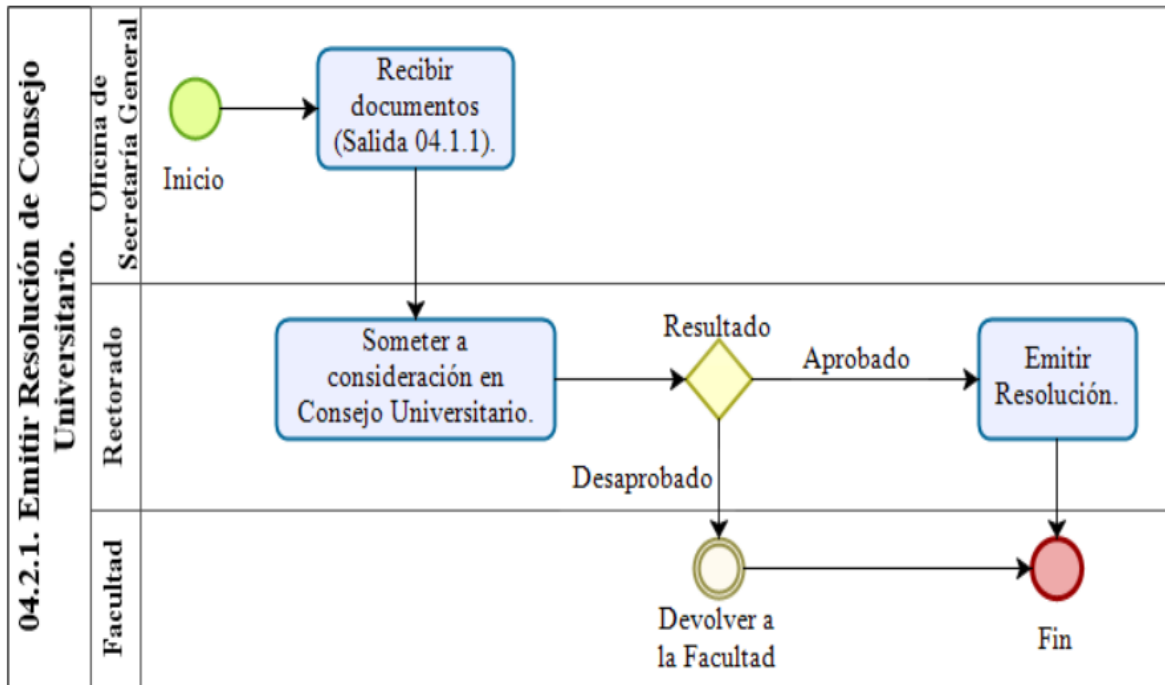 04.2.1. Emitir Resolución de Consejo
Universitario.
Oficina de
Secretaría General
Inicio
Recibir
documentos
(Salida 04.1.1).
Rectorado
Someter a
consideración en
Consejo Universitario.
Resultado
Aprobado
Emitir
Resolución.
Desaprobado
Facultad
Devolver a
la Facultad
Fin